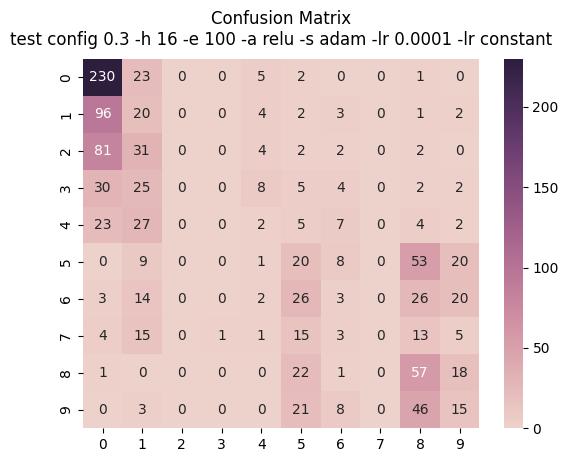 Confusion Matrix
test config 0.3 -h 16 -e 100 -a relu -s adam -lr 0.0001 -lr constant
0 230 23 0 0 5 2 0 0 1 0
1 96 20 0 0 4 2 3 0 1 2
2 81 31 0 0 4 2 2 0 2 0
3 30 25 0 0 8 5 4 0 2 2
4 23 27 0 0 2 5 7 0 4 2
5 0 9 0 0 1 20 8 0 53 20
6 3 14 0 0 2 26 3 0 26 20
7 4 15 0 1 1 15 3 0 13 5
8 1 0 0 0 0 22 1 0 57 18
9 0 3 0 0 0 21 8 0 46 15
0 1 2 3 4 5 6 7 8 9
200
150
100
50
0